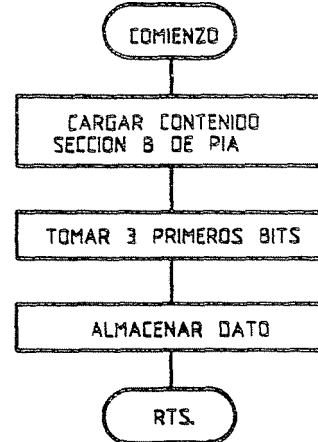 COMIENZO
CARGAR CONTENIDO
SECCION B DE PIA
TOMAR 3 PRIMEROS BITS
ALMACENAR DATO
RTS.